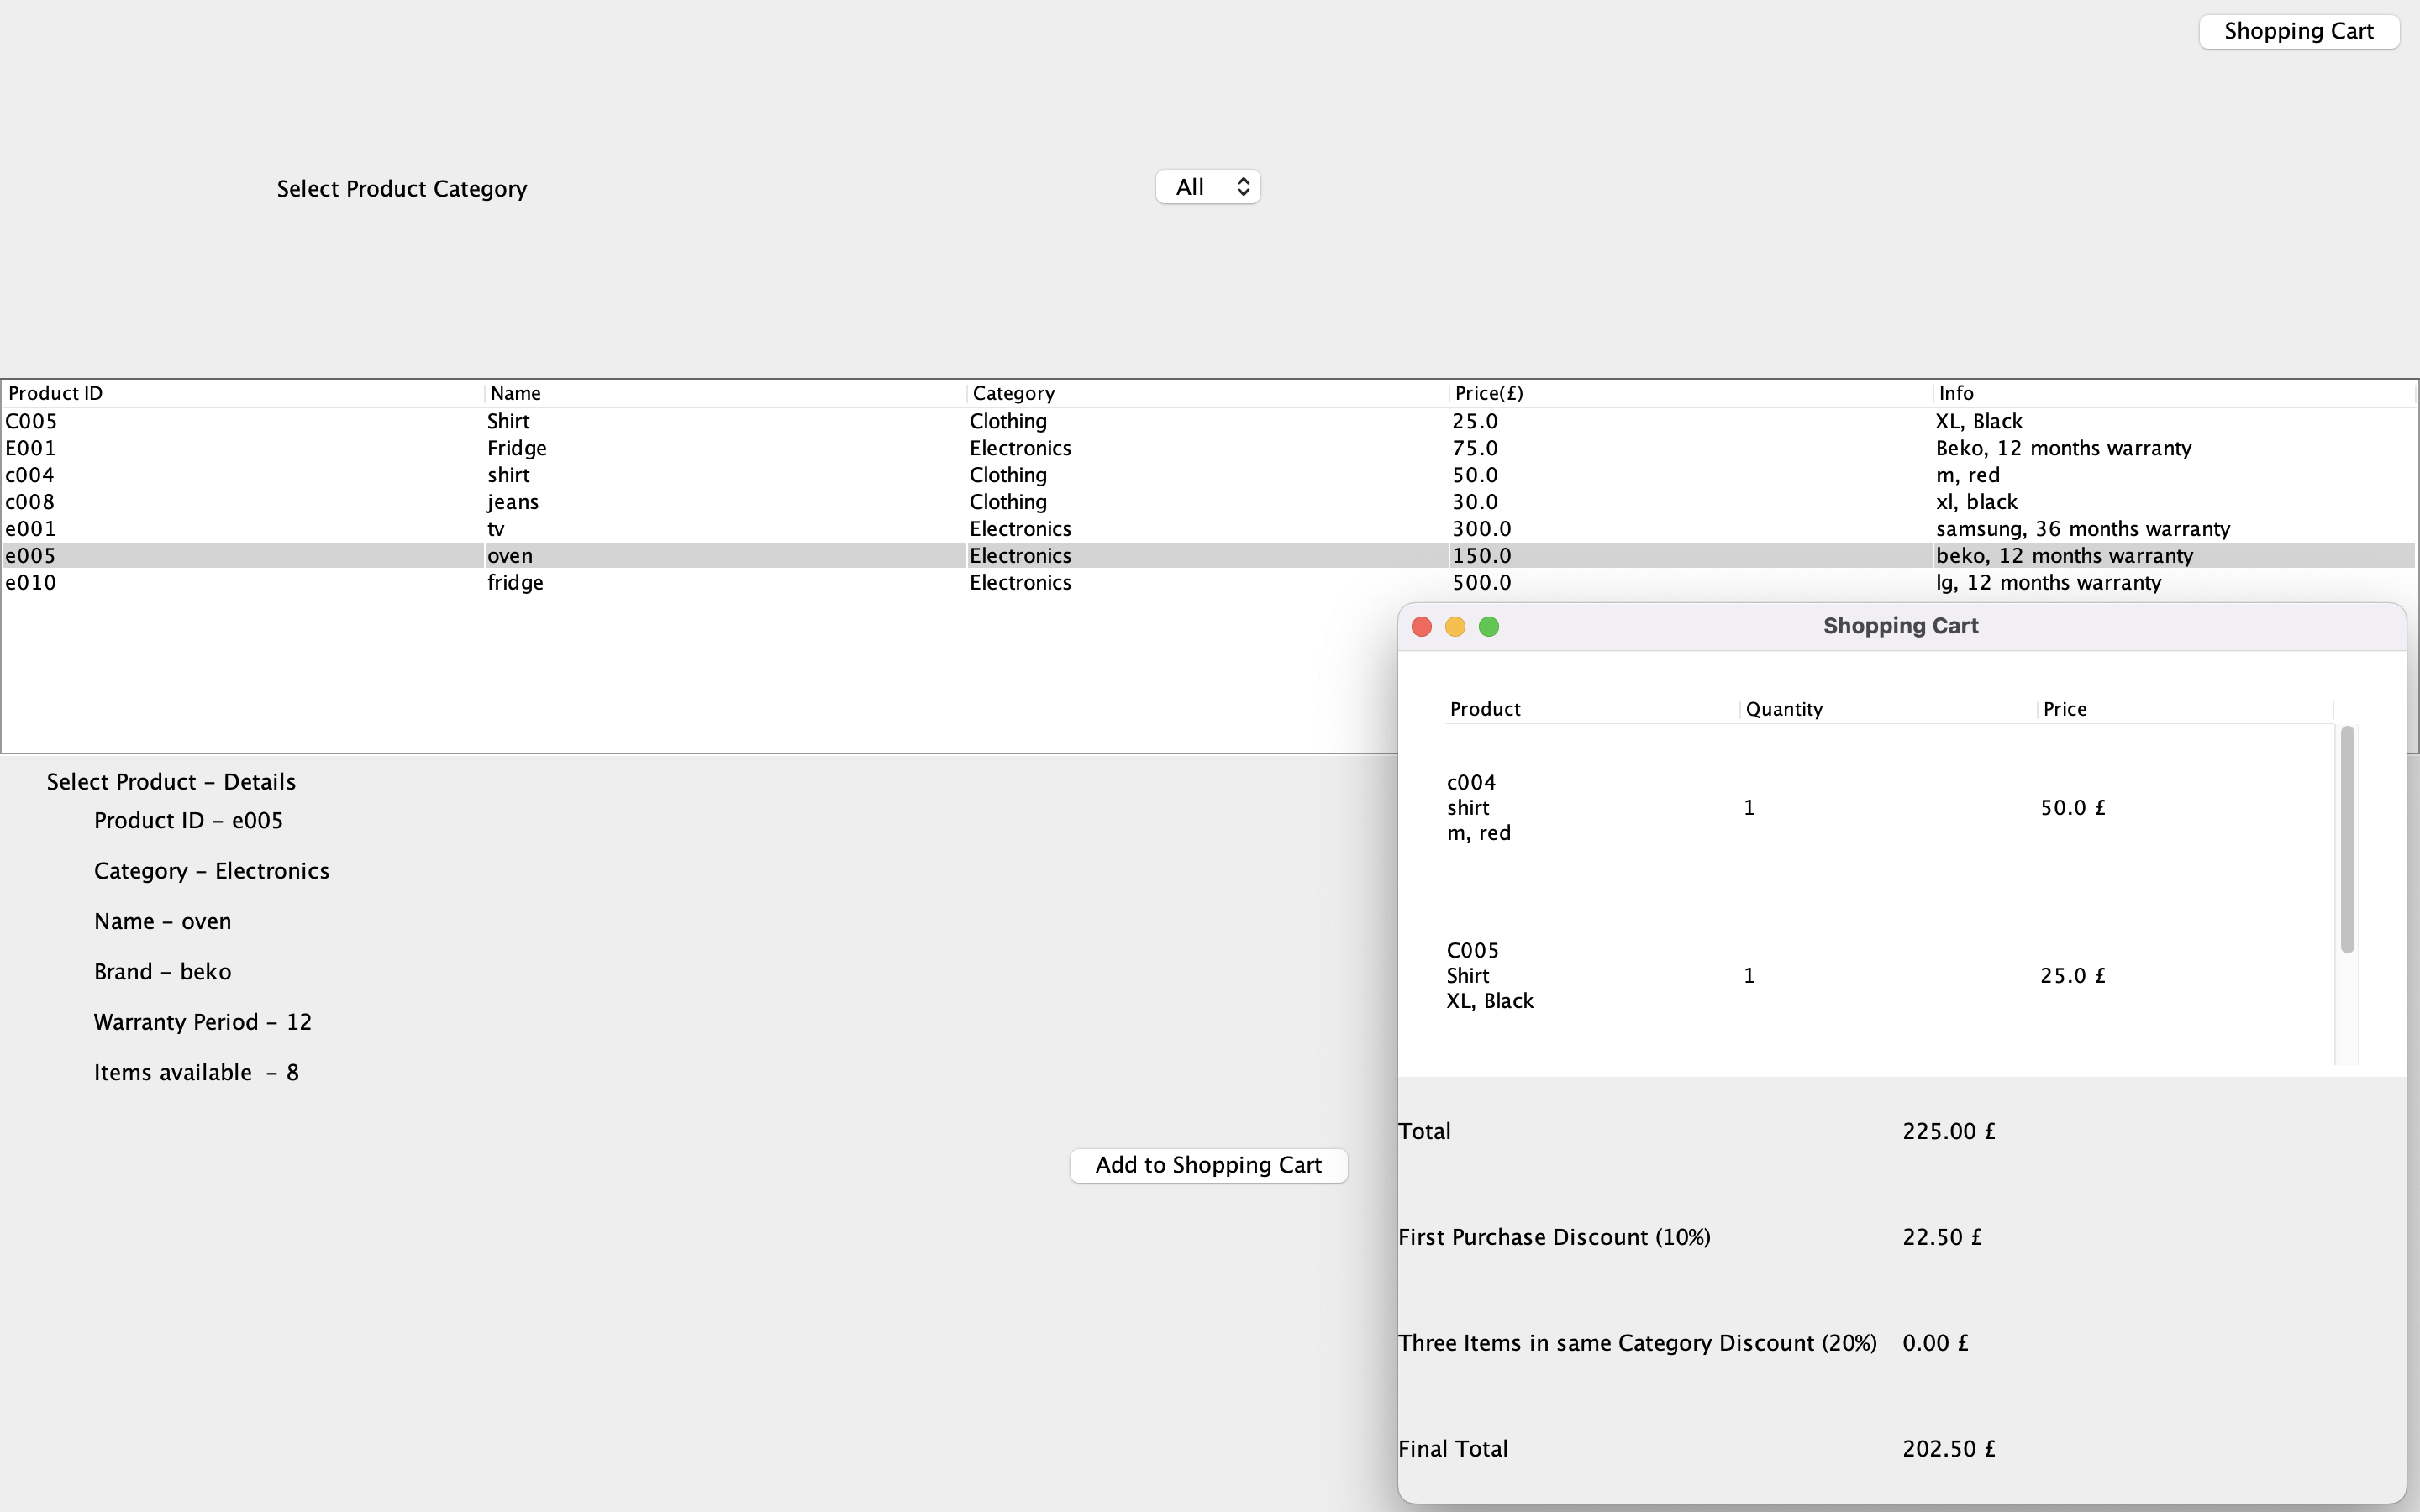 Shopping Cart
Select Product Category
All
Product ID Name Category Price(£) Info
C005 Shirt Clothing 25.0 XL, Black
E001 Fridge Electronics 75.0 Beko, 12 months warranty
c004 shirt Clothing 50.0 m, red
c008 jeans Clothing 30.0 xl, black
e001 tv Electronics 300.0 samsung, 36 months warranty
e005 oven Electronics 150.0 beko, 12 months warranty
e010 fridge Electronics 500.0 lg, 12 months warranty
Select Product – Details
Product ID – e005
Category – Electronics
Name – oven
Brand – beko
Warranty Period – 12
Items available – 8
Add to Shopping Cart
Shopping Cart
Product Quantity Price
c004
shirt 1 50.0 £
m, red
C005
Shirt 1 25.0 £
XL, Black
Total 225.00 £
First Purchase Discount (10%) 22.50 £
Three Items in same Category Discount (20%) 0.00 £
Final Total 202.50 £